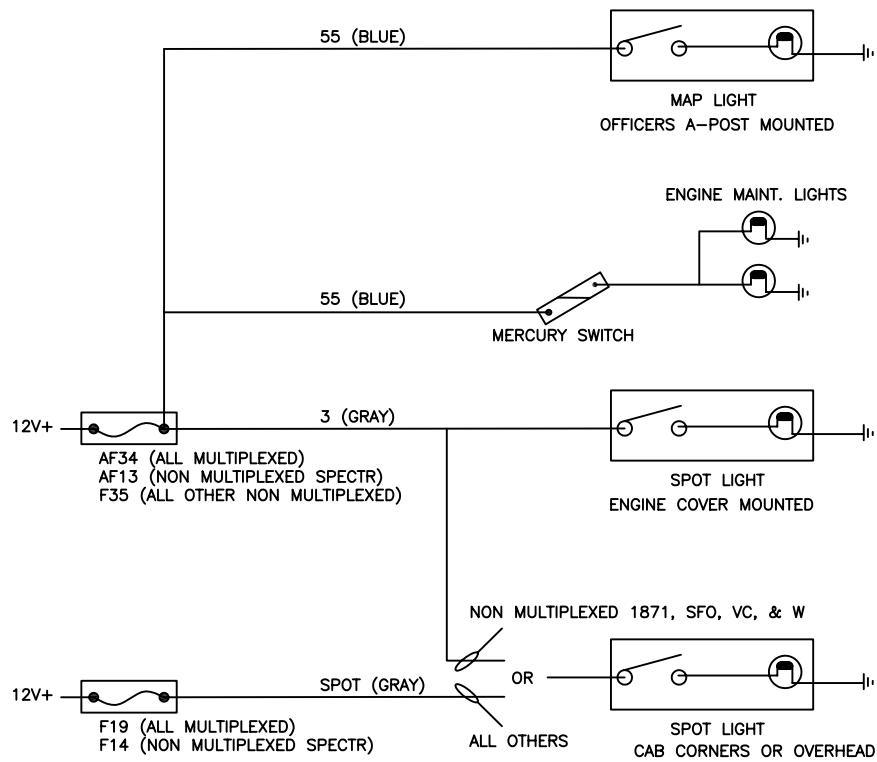 55 (BLUE)
MAP LIGHT
OFFICERS A-POST MOUNTED
ENGINE MAINT. LIGHTS
55 (BLUE)
MERCURY SWITCH
12V+
3 (GRAY)
AF34 (ALL MULTIPLEXED)
AF13 (NON MULTIPLEXED SPECTR)
F35 (ALL OTHER NON MULTIPLEXED)
SPOT LIGHT
ENGINE COVER MOUNTED
NON MULTIPLEXED 1871, SFO, VC, & W
OR
12V+
SPOT (GRAY)
F19 (ALL MULTIPLEXED)
F14 (NON MULTIPLEXED SPECTR)
ALL OTHERS
SPOT LIGHT
CAB CORNERS OR OVERHEAD